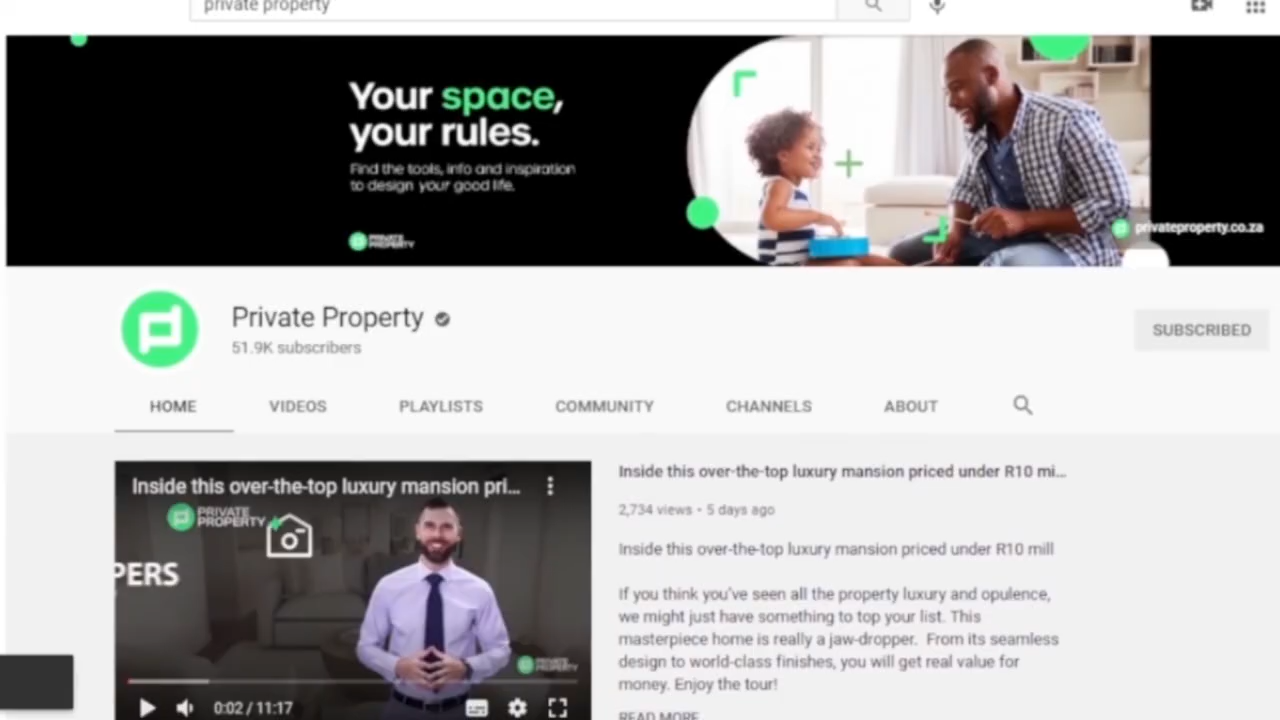 private property
Your space,
your rules.
Find the tools, info and inspiration
to design your good life.
PRIVATE
PROPERTY
privateproperty.co.za
Private Property
51.9K subscribers
SUBSCRIBED
HOME
VIDEOS
PLAYLISTS
COMMUNITY
CHANNELS
ABOUT
Inside this over-the-top luxury mansion pri...
PRIVATE
PROPERTY
PERS
PRIVATE
PROPERTY
0:02 / 11:17
Inside this over-the-top luxury mansion priced under R10 mi...
2,734 views • 5 days ago
Inside this over-the-top luxury mansion priced under R10 mill
If you think you've seen all the property luxury and opulence,
we might just have something to top your list. This
masterpiece home is really a jaw-dropper. From its seamless
design to world-class finishes, you will get real value for
money. Enjoy the tour!
READ MORE